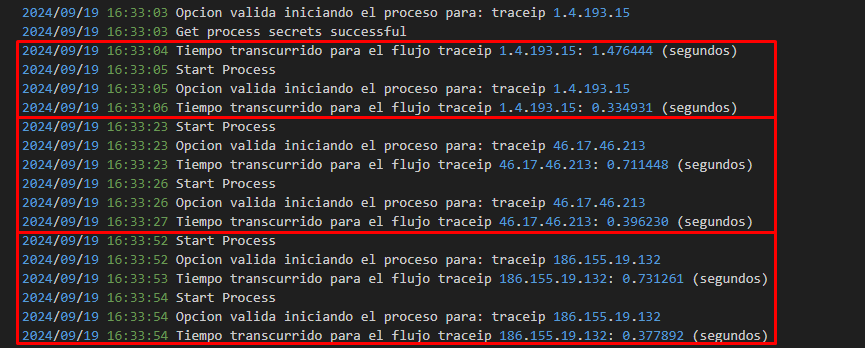 2024/09/19 16:33:03 Opcion valida iniciando el proceso para: traceip 1.4.193.15
2024/09/19 16:33:03 Get process secrets successful
2024/09/19 16:33:04 Tiempo transcurrido para el flujo traceip 1.4.193.15: 1.476444 (segundos)
2024/09/19 16:33:05 Start Process
2024/09/19 16:33:05 Opcion valida iniciando el proceso para: traceip 1.4.193.15
2024/09/19 16:33:06 Tiempo transcurrido para el flujo traceip 1.4.193.15: 0.334931 (segundos)
2024/09/19 16:33:23 Start Process
2024/09/19 16:33:23 Opcion valida iniciando el proceso para: traceip 46.17.46.213
2024/09/19 16:33:23 Tiempo transcurrido para el flujo traceip 46.17.46.213: 0.711448 (segundos)
2024/09/19 16:33:26 Start Process
2024/09/19 16:33:26 Opcion valida iniciando el proceso para: traceip 46.17.46.213
2024/09/19 16:33:27 Tiempo transcurrido para el flujo traceip 46.17.46.213: 0.396230 (segundos)
2024/09/19 16:33:52 Start Process
2024/09/19 16:33:52 Opcion valida iniciando el proceso para: traceip 186.155.19.132
2024/09/19 16:33:53 Tiempo transcurrido para el flujo traceip 186.155.19.132: 0.731261 (segundos)
2024/09/19 16:33:54 Start Process
2024/09/19 16:33:54 Opcion valida iniciando el proceso para: traceip 186.155.19.132
2024/09/19 16:33:54 Tiempo transcurrido para el flujo traceip 186.155.19.132: 0.377892 (segundos)